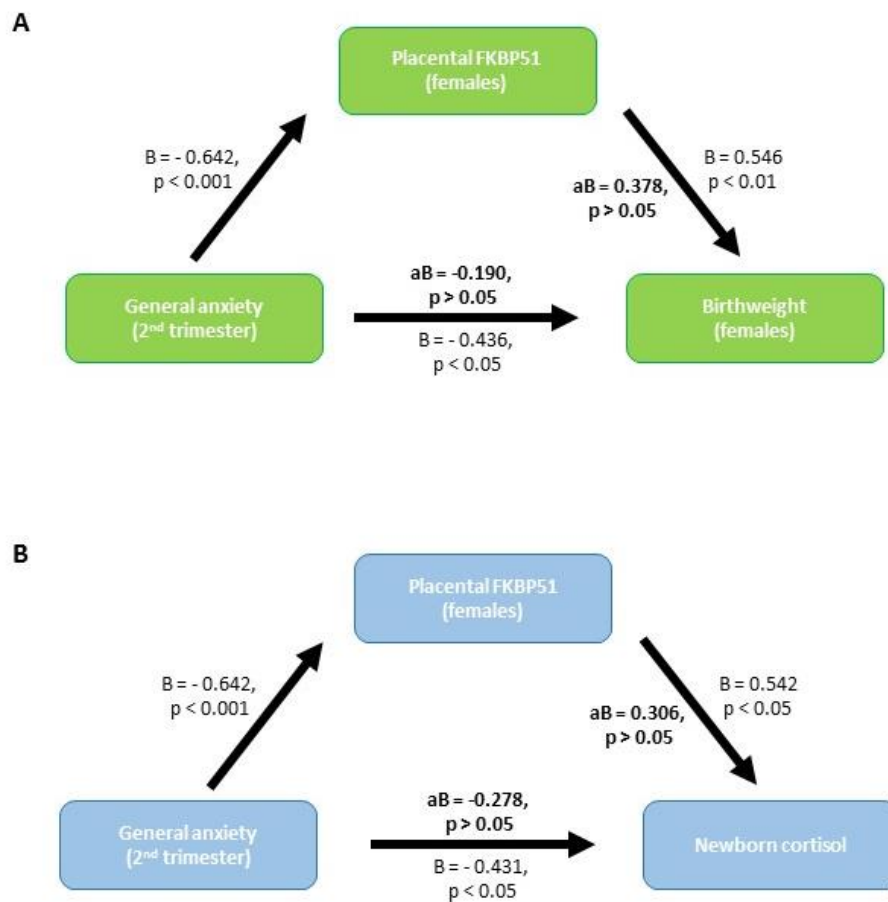 A
Placental FKBP51
(females)
B = - 0.642,
p < 0.001
B = 0.546
p < 0.01
aB = 0.378,
p > 0.05
General anxiety
(2nd trimester)
aB = -0.190,
p > 0.05
B = - 0.436,
p < 0.05
Birthweight
(females)
B
Placental FKBP51
(females)
B = - 0.642,
p < 0.001
B = 0.542
p < 0.05
aB = 0.306,
p > 0.05
General anxiety
(2nd trimester)
aB = -0.278,
p > 0.05
B = - 0.431,
p < 0.05
Newborn cortisol